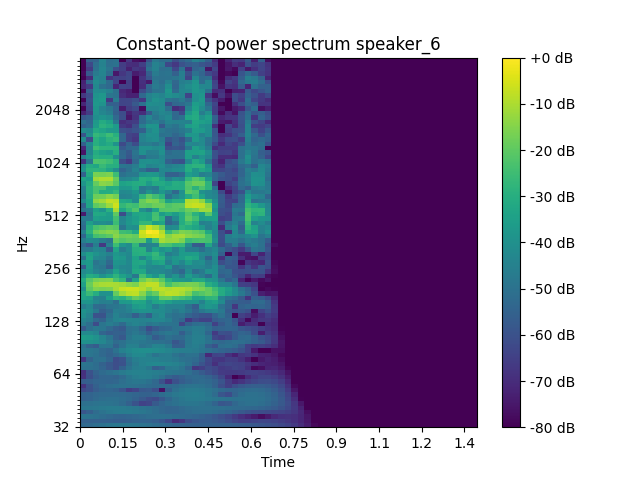 Constant-Q power spectrum speaker_6
Hz
2048
1024
512
256
128
64
32
0 0.15 0.3 0.45 0.6 0.75 0.9 1.1 1.2 1.4
Time
+0 dB
-10 dB
-20 dB
-30 dB
-40 dB
-50 dB
-60 dB
-70 dB
-80 dB